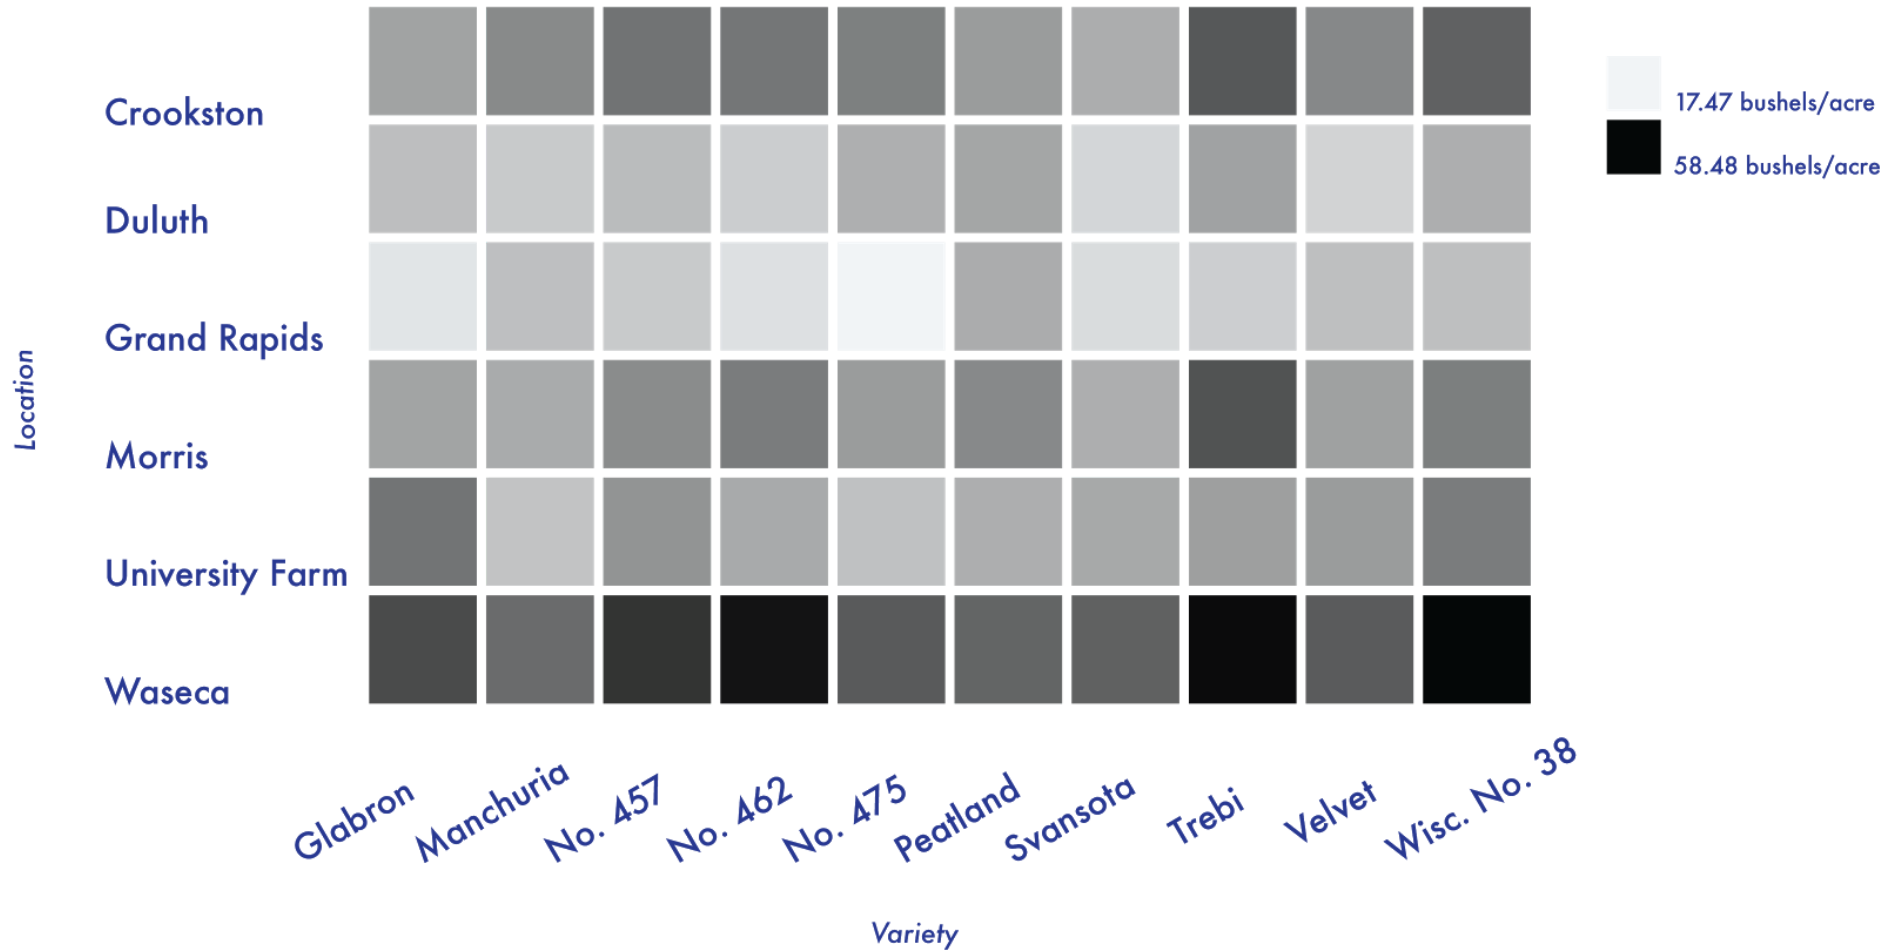 Crookston
17.47 bushels/acre
58.48 bushels/acre
Duluth
Grand Rapids
Location
Morris
University Farm
Waseca
Glabron
Manchuria
No. 457
No. 462
No. 475
Peatland
Svansota
Trebi
Velvet
Wisc. No. 38
Variety